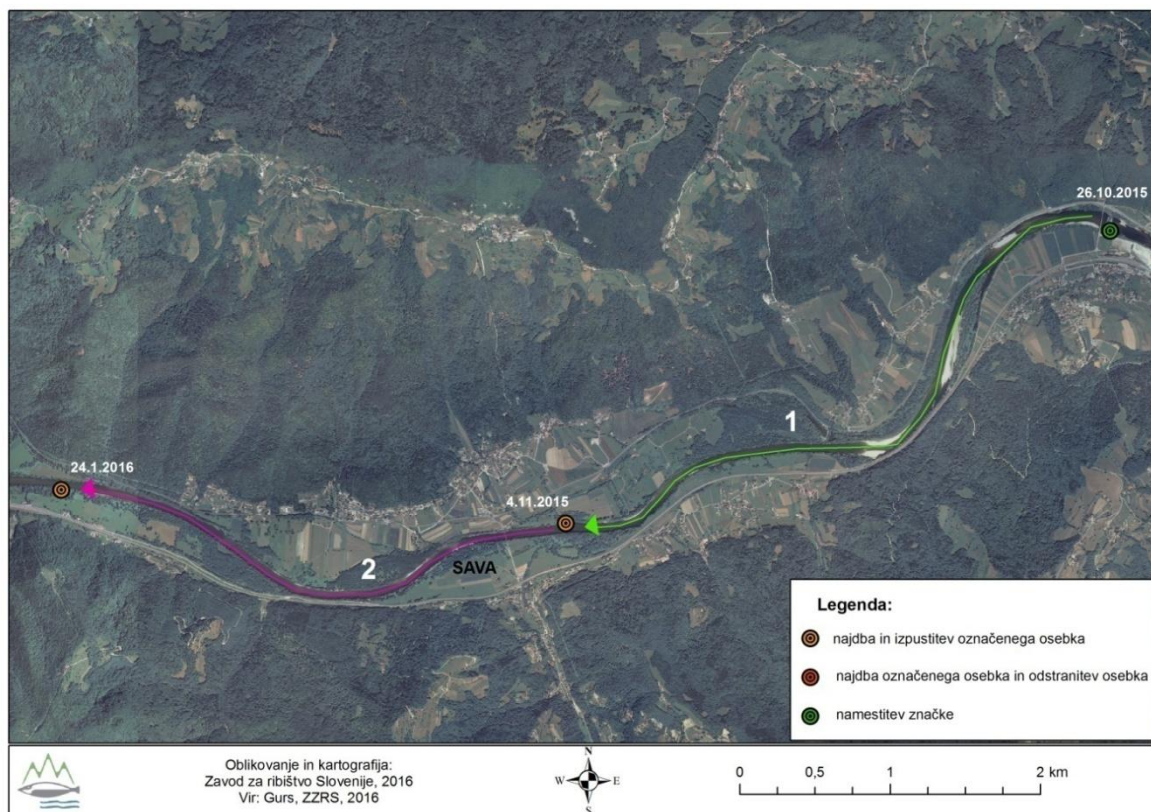 26.10.2015
1
24.1.2016
4.11.2015
2
SAVA
Legenda:
najdba in izpustitev označenega osebka
najdba označenega osebka in odstranitev osebka
namestitev značke
Oblikovanje in kartografija:
Zavod za ribištvo Slovenije, 2016
Vir: Gurs, ZZRS, 2016
N
W E
S
0 0,5 1 2 km